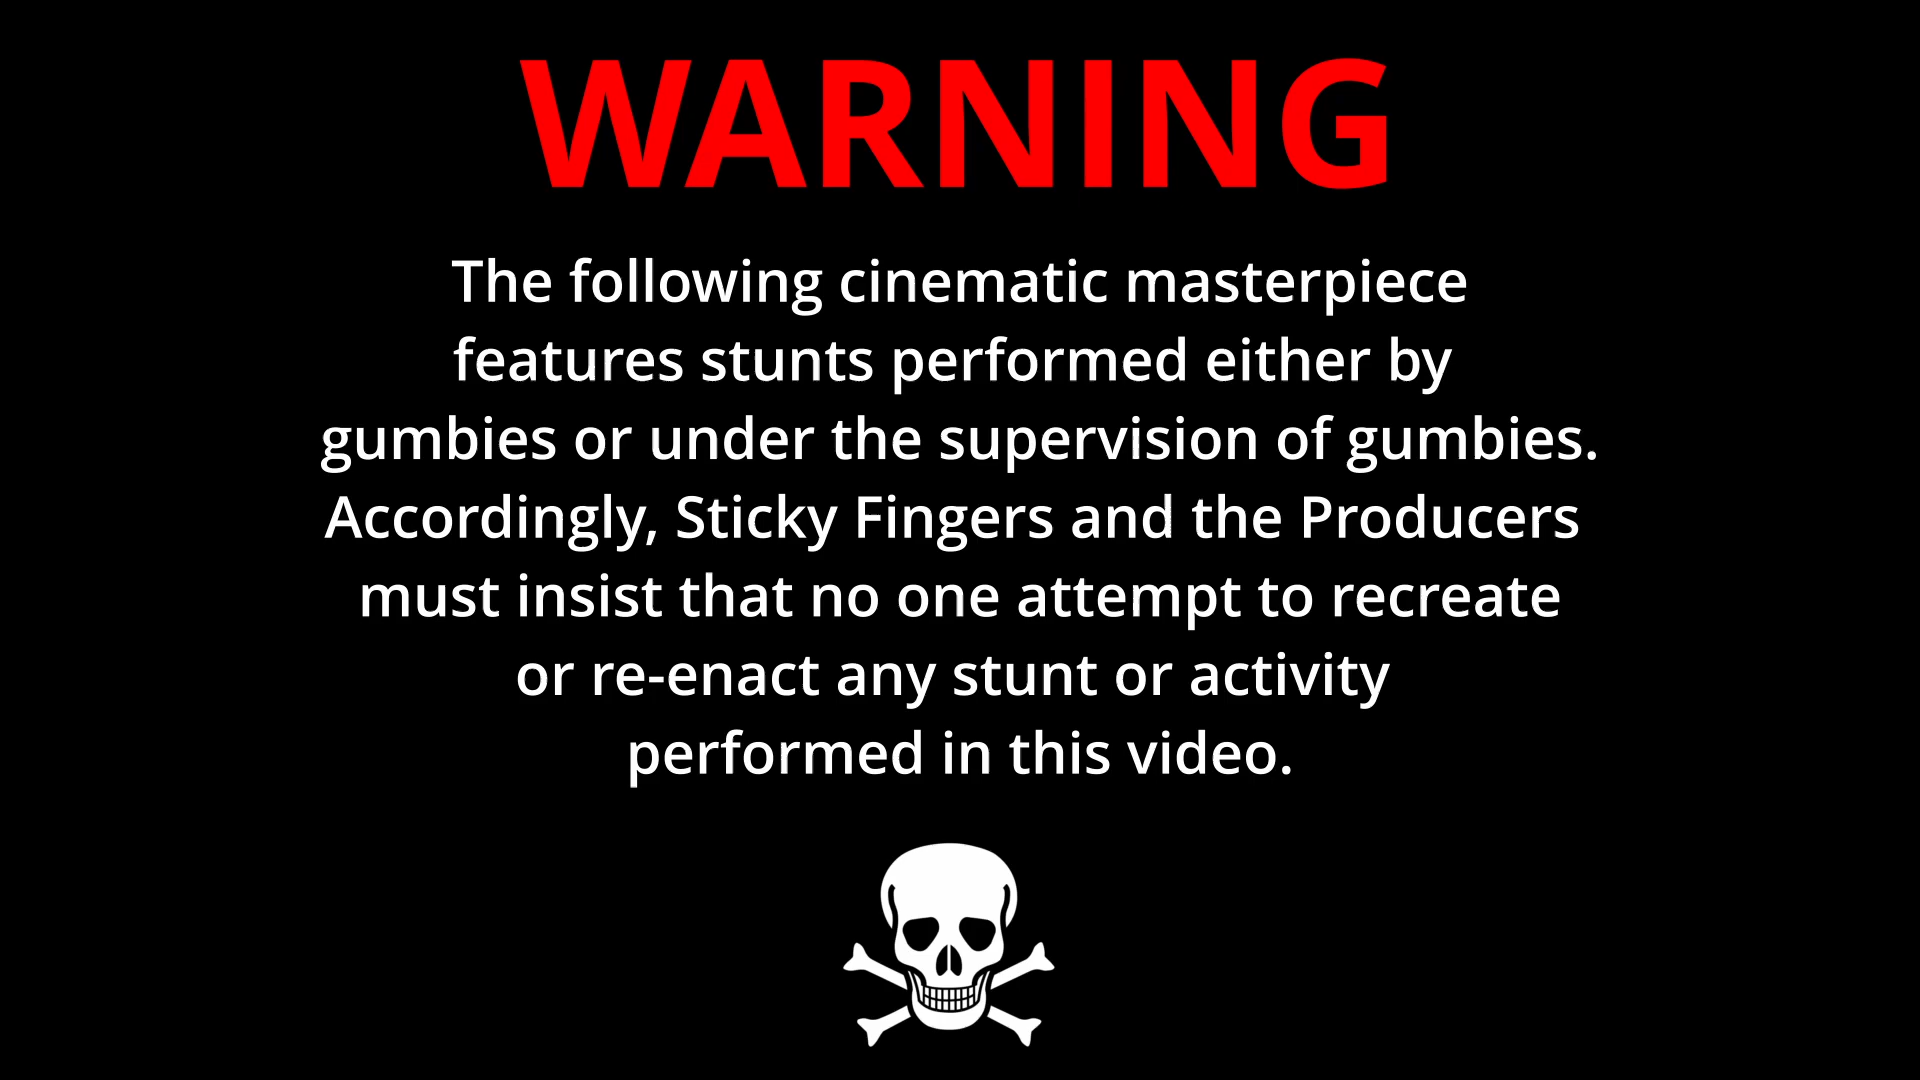 WARNING
The following cinematic masterpiece
features stunts performed either by
gumbies or under the supervision of gumbies.
Accordingly, Sticky Fingers and the Producers
must insist that no one attempt to recreate
or re-enact any stunt or activity
performed in this video.